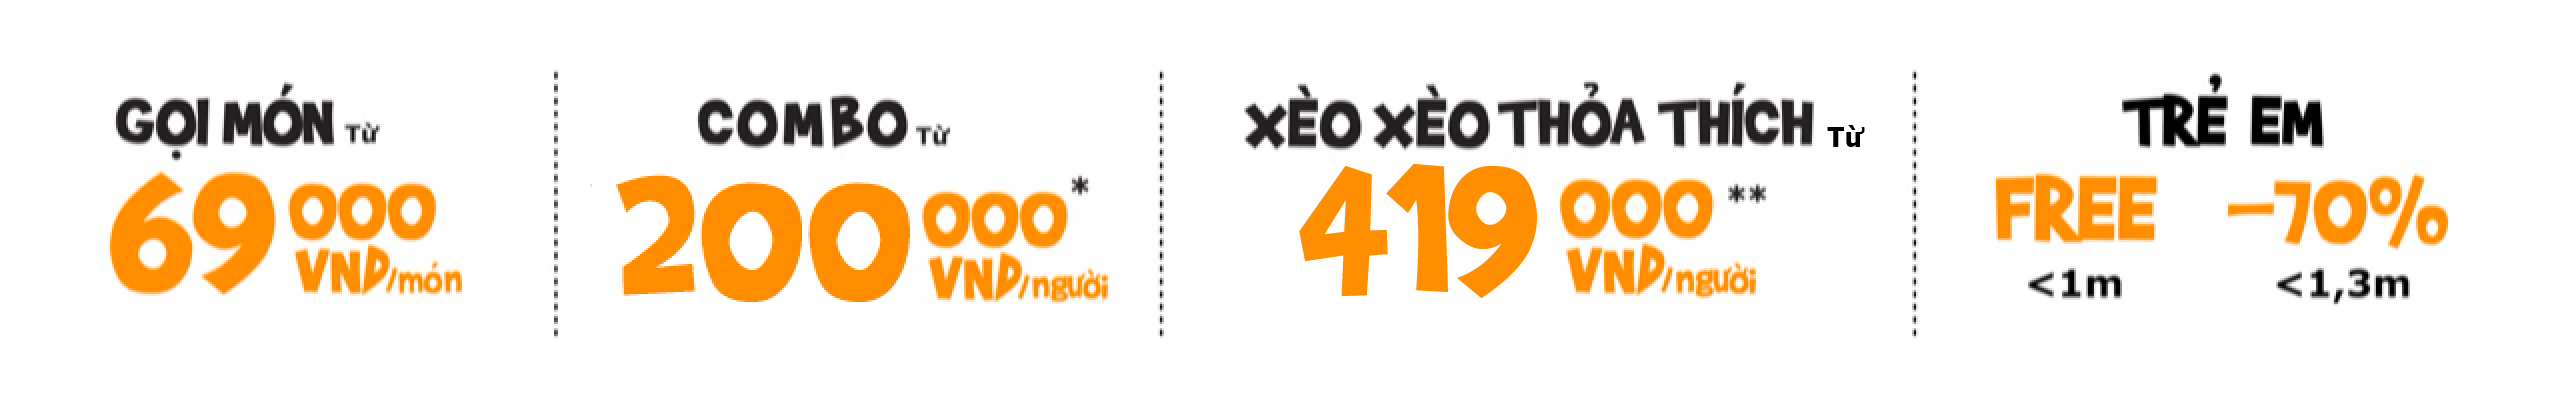 GỌI MÓN Từ
69 000
VND/món
COMBO Từ
200 000*
VND/người
XÈO XÈO THỎA THÍCH Từ
419 000**
VND/người
TRẺ EM
FREE -70%
<1m <1,3m